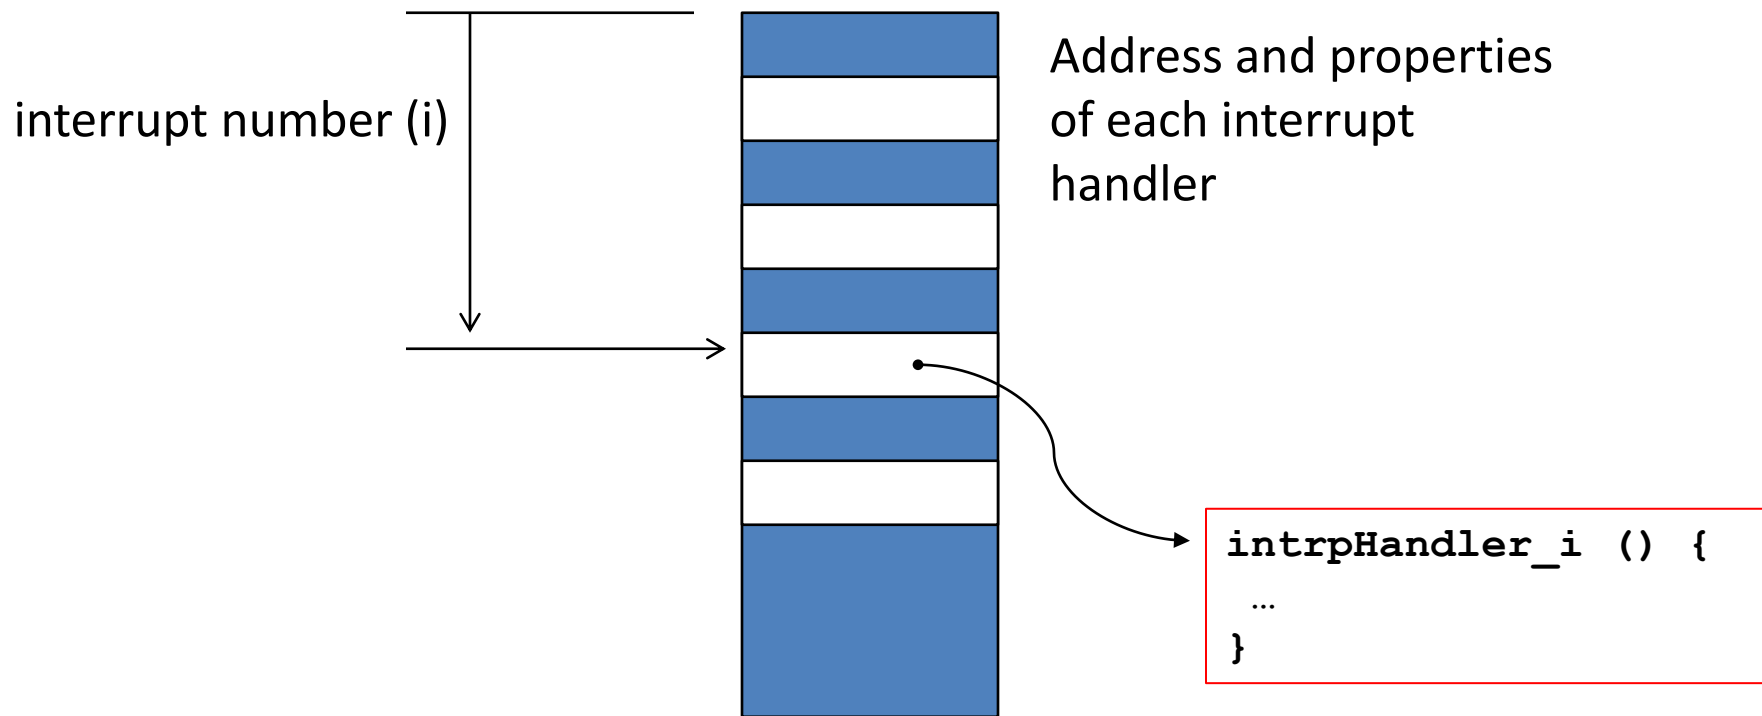 interrupt number (i)
Address and properties
of each interrupt
handler
intrpHandler_i () {
…
}